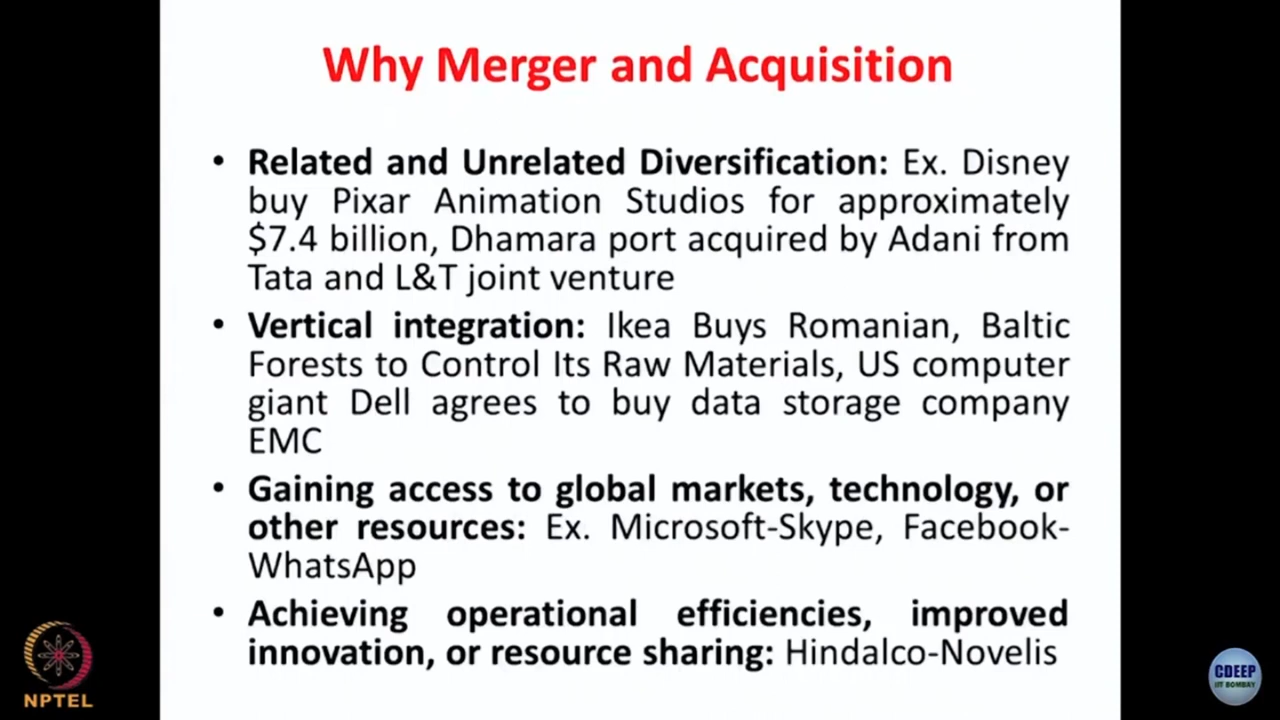 Why Merger and Acquisition
• Related and Unrelated Diversification: Ex. Disney
buy Pixar Animation Studios for approximately
$7.4 billion, Dhamara port acquired by Adani from
Tata and L&T joint venture
• Vertical integration: Ikea Buys Romanian, Baltic
Forests to Control Its Raw Materials, US computer
giant Dell agrees to buy data storage company
EMC
• Gaining access to global markets, technology, or
other resources: Ex. Microsoft-Skype, Facebook-
WhatsApp
• Achieving operational efficiencies, improved
innovation, or resource sharing: Hindalco-Novelis
NPTEL
CDEEP
IIT BOMBAY